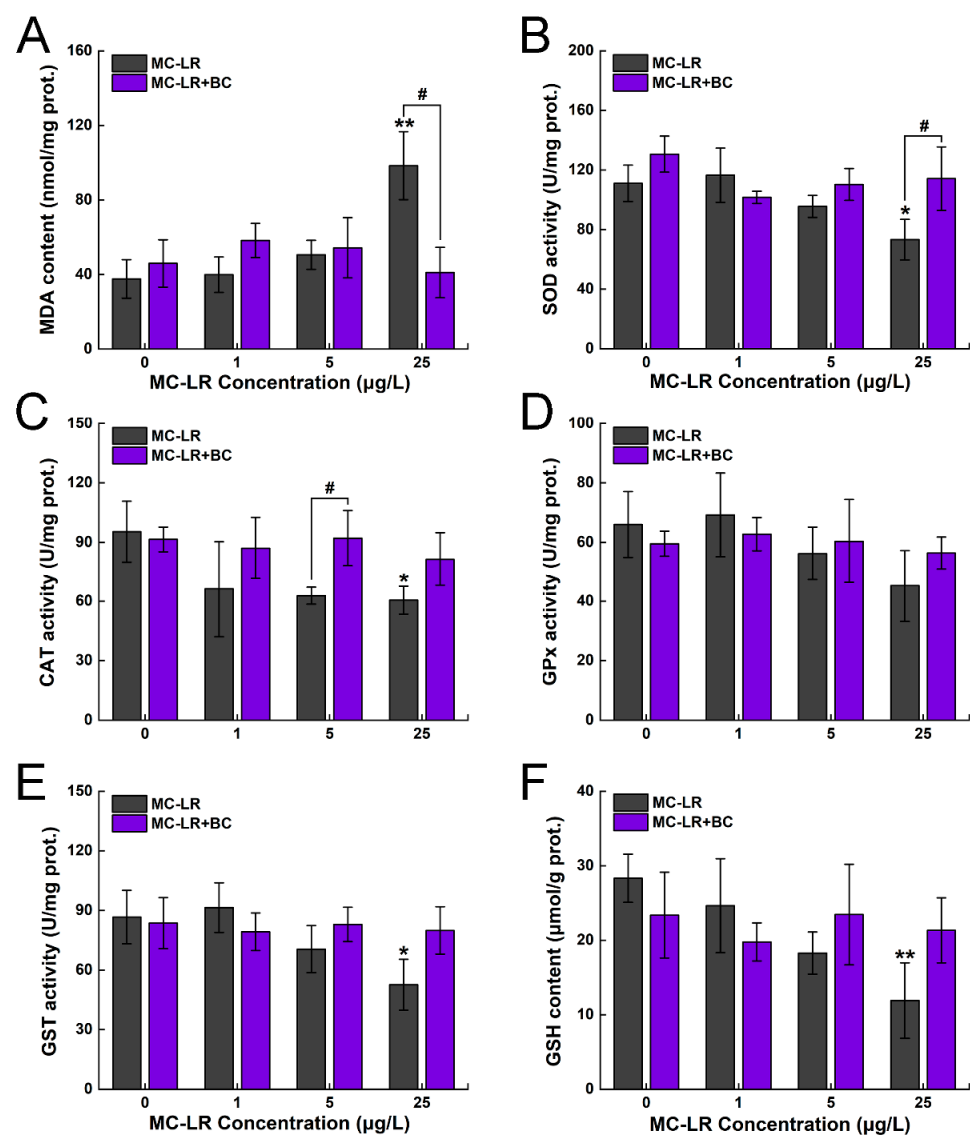 A
MDA content (nmol/mg prot.)
160
120
80
40
0
MC-LR
MC-LR+BC
**
#
0 1 5 25
MC-LR Concentration (μg/L)
B
SOD activity (U/mg prot.)
200
160
120
80
40
0
MC-LR
MC-LR+BC
*
#
0 1 5 25
MC-LR Concentration (μg/L)
C
CAT activity (U/mg prot.)
150
120
90
60
30
0
MC-LR
MC-LR+BC
#
*
0 1 5 25
D
GPx activity (U/mg prot.)
100
80
60
40
20
0
MC-LR
MC-LR+BC
0 1 5 25
E
GST activity (U/mg prot.)
150
120
90
60
30
0
MC-LR
MC-LR+BC
*
0 1 5 25
MC-LR Concentration (μg/L)
F
GSH content (μmol/g prot.)
40
30
20
10
0
MC-LR
MC-LR+BC
**
0 1 5 25
MC-LR Concentration (μg/L)